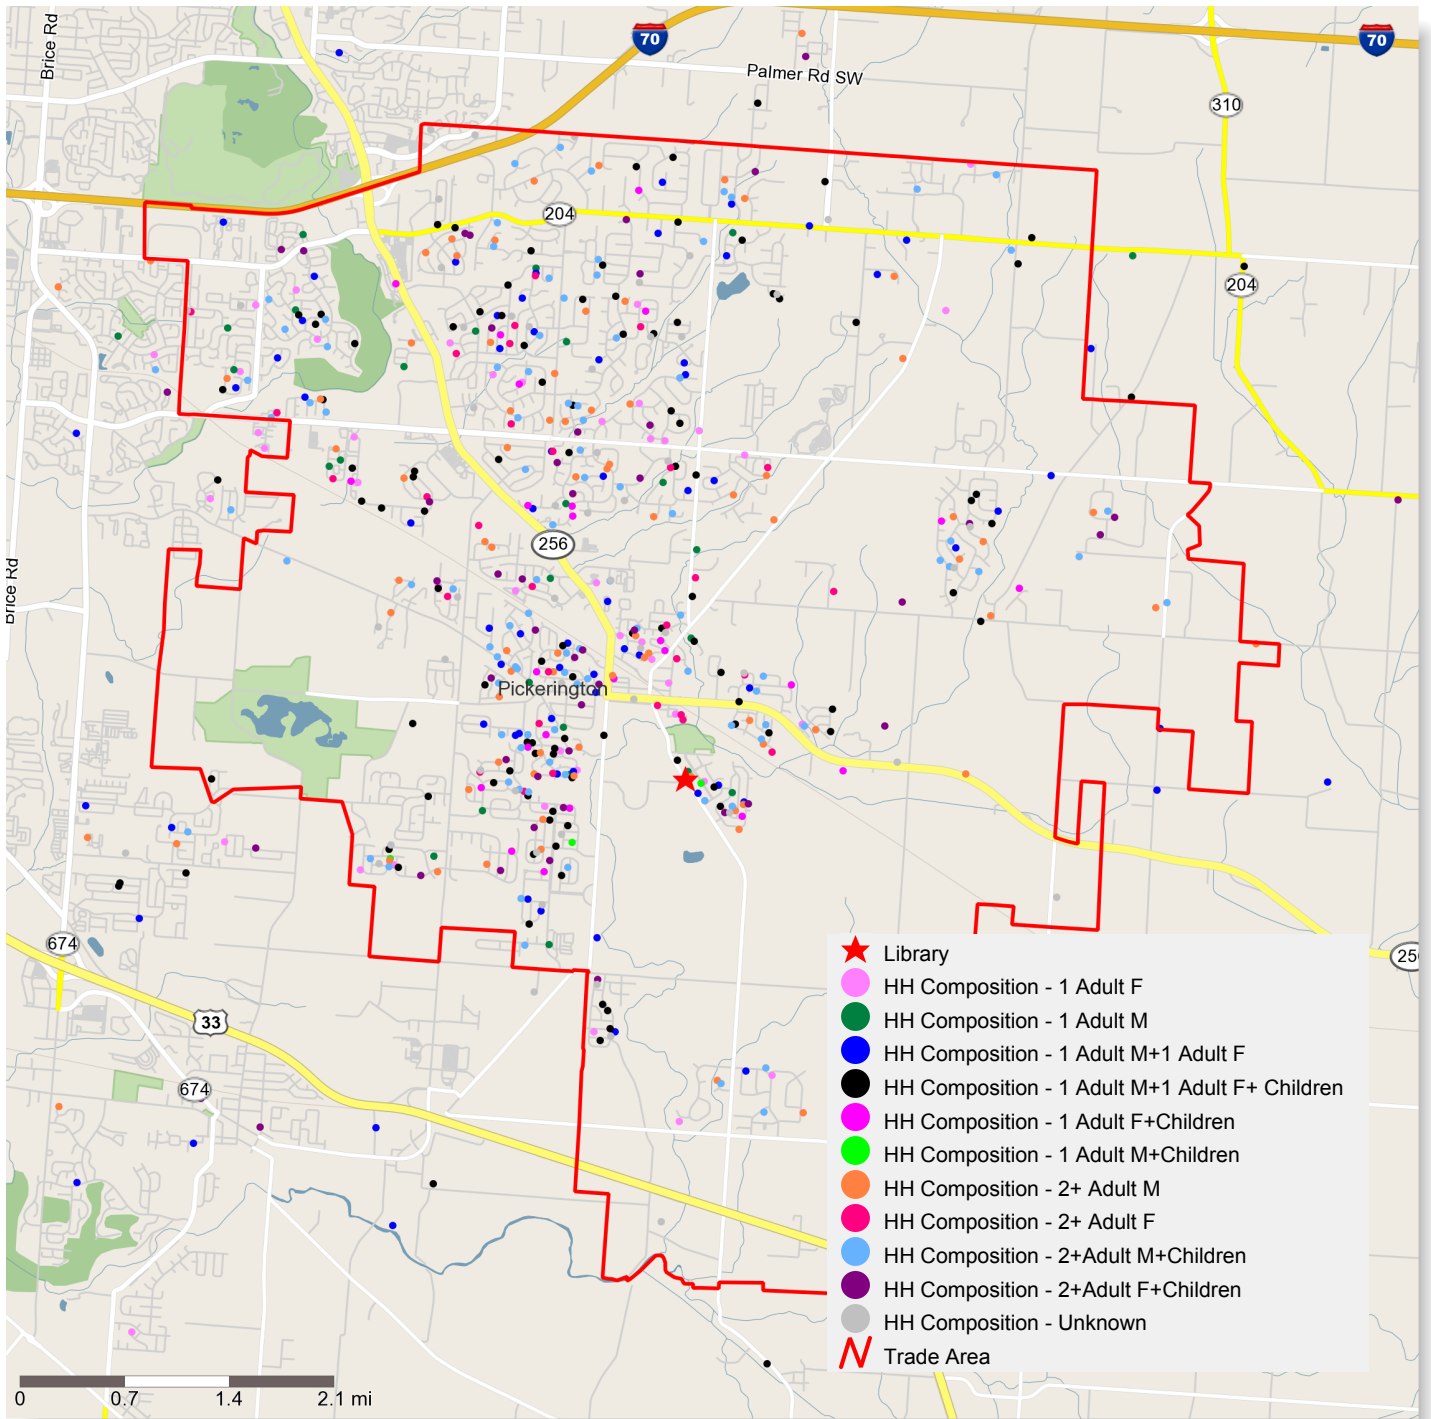 Brice Rd
70
70
Palmer Rd SW
310
204
204
256
Brice Rd
Pickerington
674
256
33
674
Library
HH Composition - 1 Adult F
HH Composition - 1 Adult M
HH Composition - 1 Adult M+1 Adult F
HH Composition - 1 Adult M+1 Adult F+ Children
HH Composition - 1 Adult F+Children
HH Composition - 1 Adult M+Children
HH Composition - 2+ Adult M
HH Composition - 2+ Adult F
HH Composition - 2+Adult M+Children
HH Composition - 2+Adult F+Children
HH Composition - Unknown
Trade Area
0 0.7 1.4 2.1 mi